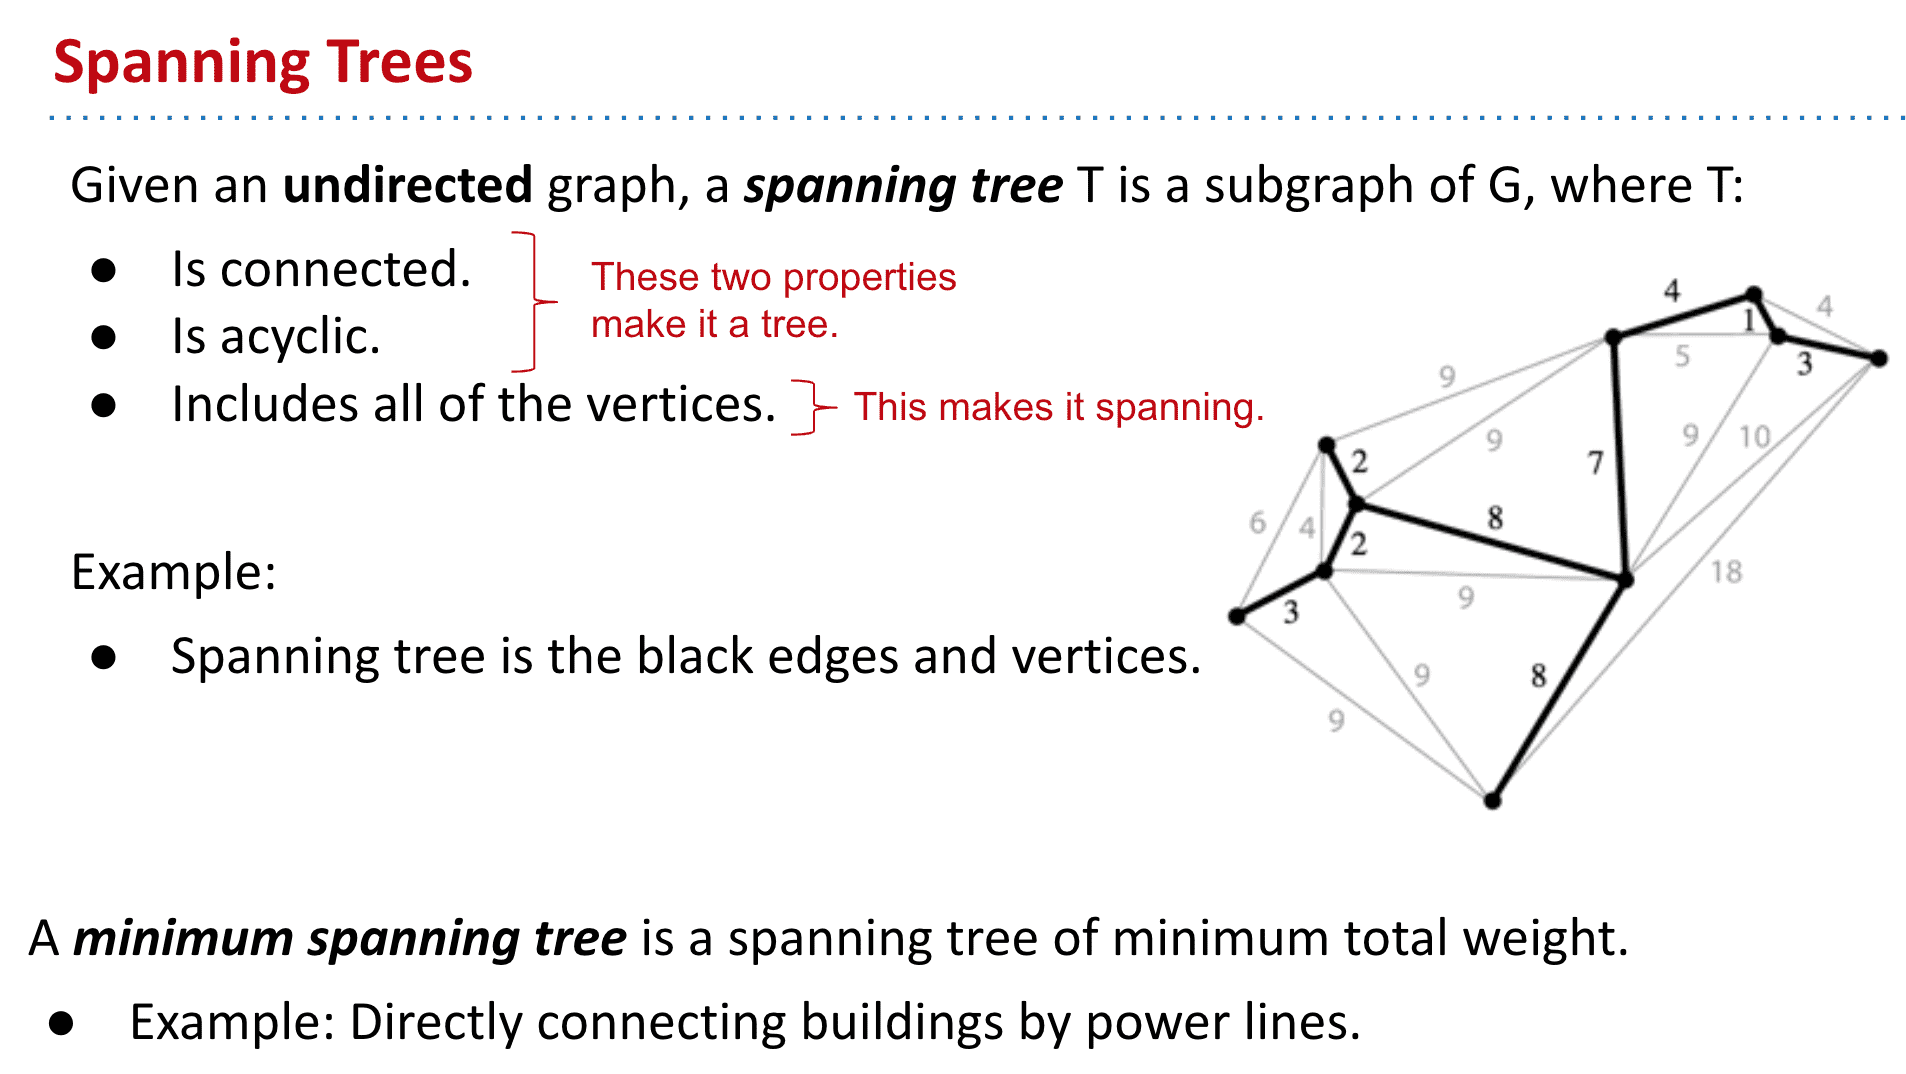 Spanning Trees
Given an undirected graph, a spanning tree T is a subgraph of G, where T:
● Is connected.
● Is acyclic.
These two properties
make it a tree.
● Includes all of the vertices.
This makes it spanning.
Example:
● Spanning tree is the black edges and vertices.
4
1
4
5
3
9
9
7
9
10
2
6
4
8
2
3
9
18
9
8
9
A minimum spanning tree is a spanning tree of minimum total weight.
● Example: Directly connecting buildings by power lines.